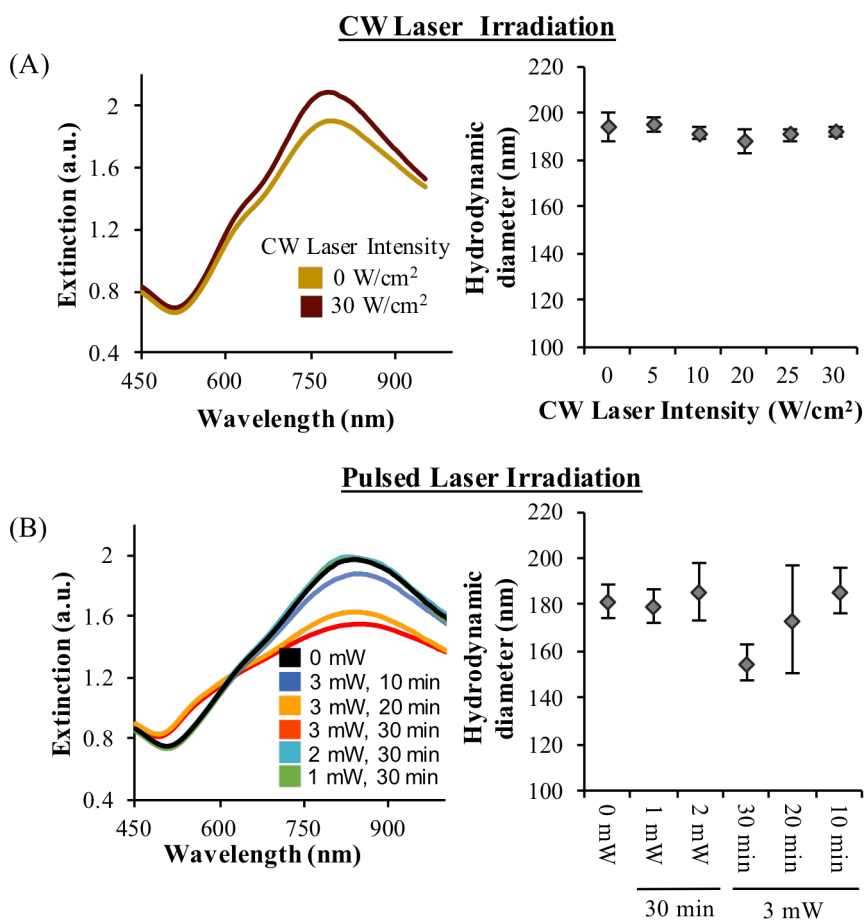 CW Laser Irradiation
(A)
Extinction (a.u.)
2
1.6
1.2
0.8
0.4
450
600
750
900
Wavelength (nm)
CW Laser Intensity
0 W/cm²
30 W/cm²
Hydrodynamic
diameter (nm)
220
200
180
160
140
120
100
0
5
10
20
25
30
CW Laser Intensity (W/cm²)
Pulsed Laser Irradiation
(B)
Extinction (a.u.)
2
1.6
1.2
0.8
0.4
450
600
750
900
Wavelength (nm)
0 mW
3 mW, 10 min
3 mW, 20 min
3 mW, 30 min
2 mW, 30 min
1 mW, 30 min
Hydrodynamic
diameter (nm)
220
200
180
160
140
120
100
0 mW
1 mW
2 mW
30 min
20 min
10 min
30 min
3 mW